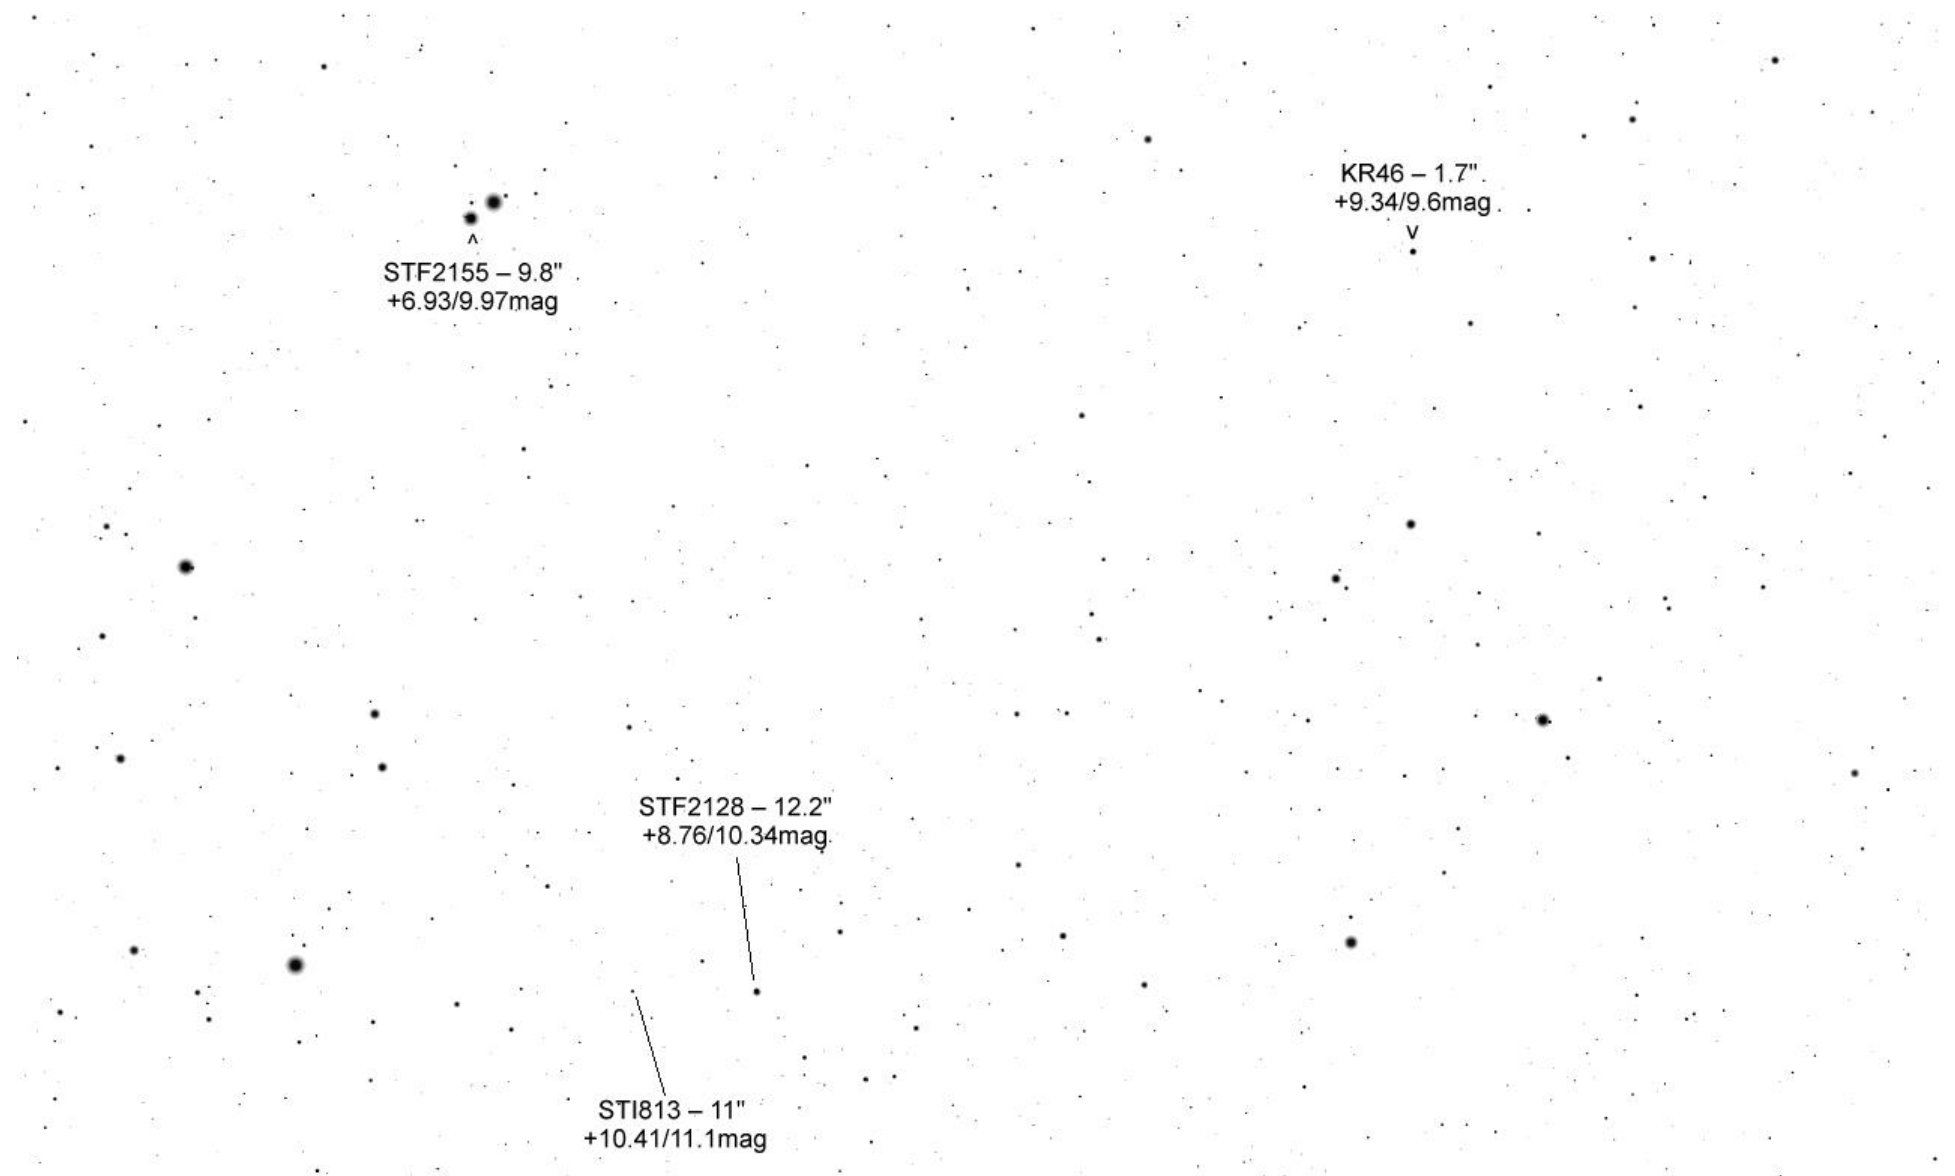 KR46 – 1.7"
+9.34/9.6mag
v
^
STF2155 – 9.8"
+6.93/9.97mag
STF2128 – 12.2"
+8.76/10.34mag
STI813 – 11"
+10.41/11.1mag